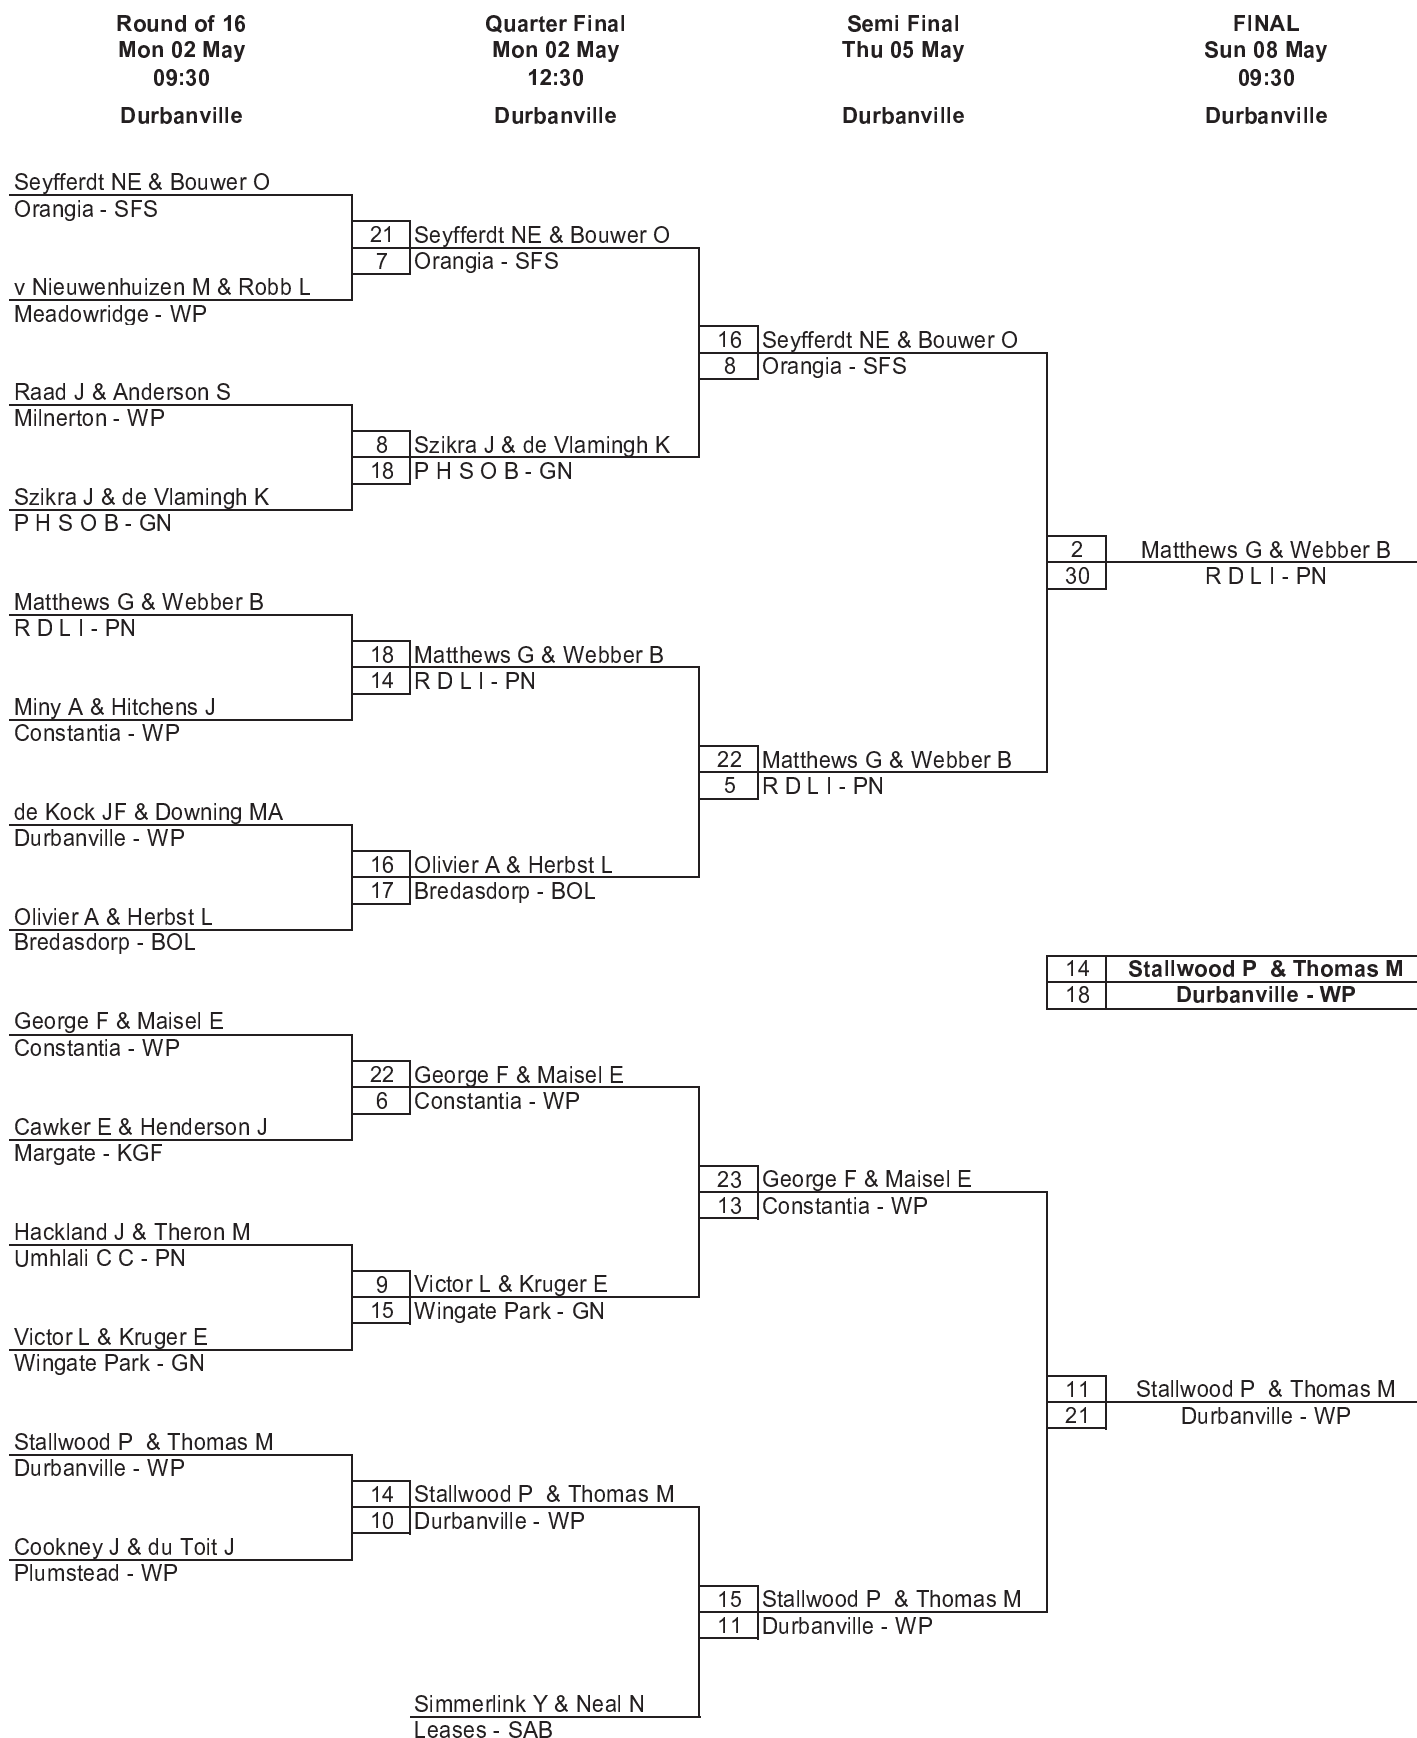 Round of 16
Mon 02 May
09:30
Durbanville
Quarter Final
Mon 02 May
12:30
Durbanville
Semi Final
Thu 05 May
Durbanville
FINAL
Sun 08 May
09:30
Durbanville
Seyfferdt NE & Bouwer O
Orangia - SFS
v Nieuwenhuizen M & Robb L
Meadowridge - WP
Raad J & Anderson S
Milnerton - WP
Szikra J & de Vlamingh K
P H S O B - GN
Matthews G & Webber B
R D L I - PN
Miny A & Hitchens J
Constantia - WP
de Kock JF & Downing MA
Durbanville - WP
Olivier A & Herbst L
Bredasdorp - BOL
George F & Maisel E
Constantia - WP
Cawker E & Henderson J
Margate - KGF
Hackland J & Theron M
Umhlali C C - PN
Victor L & Kruger E
Wingate Park - GN
Stallwood P  & Thomas M
Durbanville - WP
Cookney J & du Toit J
Plumstead - WP
21 Seyfferdt NE & Bouwer O
7 Orangia - SFS
8 Szikra J & de Vlamingh K
18 P H S O B - GN
18 Matthews G & Webber B
14 R D L I - PN
16 Olivier A & Herbst L
17 Bredasdorp - BOL
22 George F & Maisel E
6 Constantia - WP
9 Victor L & Kruger E
15 Wingate Park - GN
14 Stallwood P  & Thomas M
10 Durbanville - WP
Simmerlink Y & Neal N
Leases - SAB
16 Seyfferdt NE & Bouwer O
8 Orangia - SFS
22 Matthews G & Webber B
5 R D L I - PN
23 George F & Maisel E
13 Constantia - WP
15 Stallwood P  & Thomas M
11 Durbanville - WP
2 Matthews G & Webber B
30 R D L I - PN
14 Stallwood P  & Thomas M
18 Durbanville - WP
11 Stallwood P  & Thomas M
21 Durbanville - WP